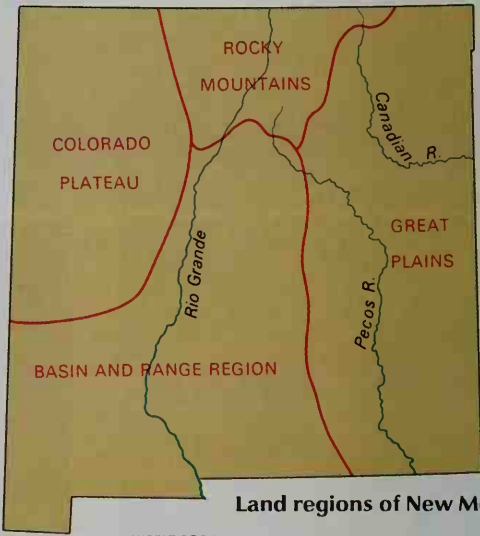 ROCKY
MOUNTAINS
COLORADO
PLATEAU
Canadian R.
GREAT
PLAINS
Rio Grande
Pecos R.
BASIN AND RANGE REGION
Land regions of New M